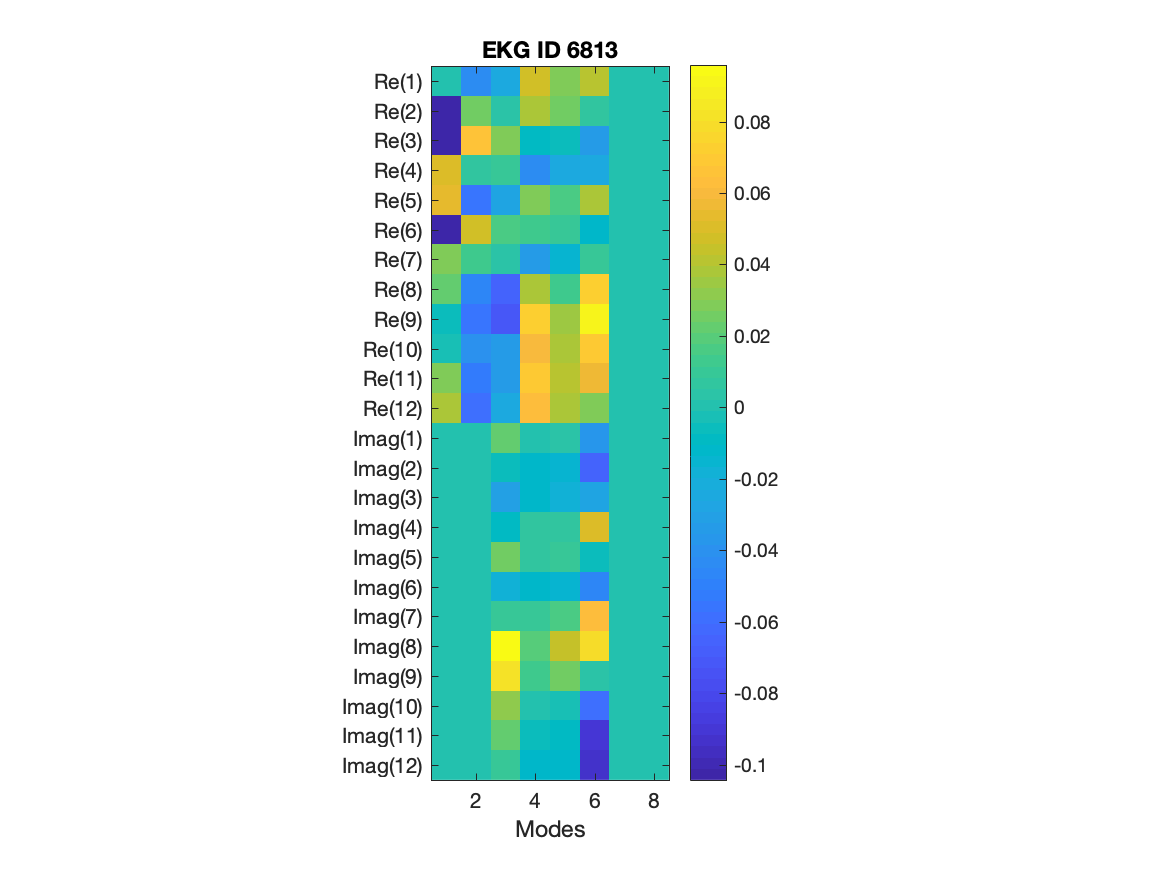 EKG ID 6813
Re(1)
Re(2)
Re(3)
Re(4)
Re(5)
Re(6)
Re(7)
Re(8)
Re(9)
Re(10)
Re(11)
Re(12)
Imag(1)
Imag(2)
Imag(3)
Imag(4)
Imag(5)
Imag(6)
Imag(7)
Imag(8)
Imag(9)
Imag(10)
Imag(11)
Imag(12)
2 4 6 8
Modes
0.08
0.06
0.04
0.02
0
-0.02
-0.04
-0.06
-0.08
-0.1